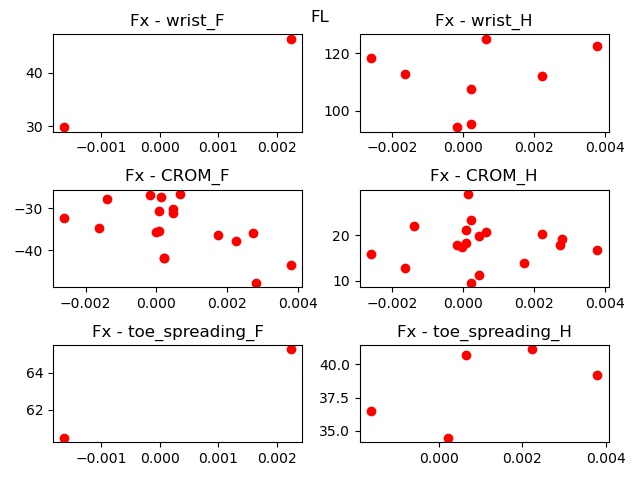 FL
Fx - wrist_F
Fx - wrist_H
40
30
−0.001 0.000 0.001 0.002
120
100
−0.002 0.000 0.002 0.004
Fx - CROM_F
Fx - CROM_H
−30
−40
−0.002 0.000 0.002 0.004
20
10
−0.002 0.000 0.002 0.004
Fx - toe_spreading_F
Fx - toe_spreading_H
64
62
−0.001 0.000 0.001 0.002
40.0
37.5
35.0
0.000 0.002 0.004